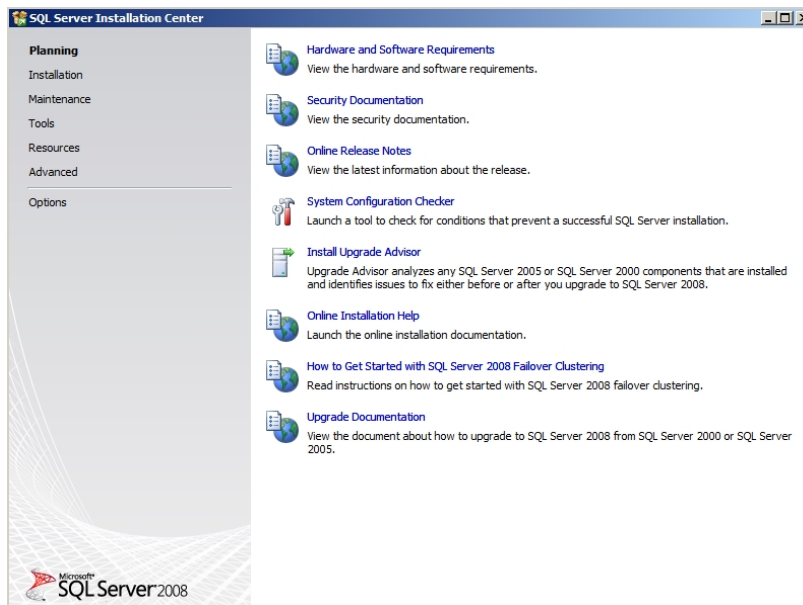 SQL Server Installation Center
Planning
Installation
Maintenance
Tools
Resources
Advanced
Options
Hardware and Software Requirements
View the hardware and software requirements.
Security Documentation
View the security documentation.
Online Release Notes
View the latest information about the release.
System Configuration Checker
Launch a tool to check for conditions that prevent a successful SQL Server installation.
Install Upgrade Advisor
Upgrade Advisor analyzes any SQL Server 2005 or SQL Server 2000 components that are installed
and identifies issues to fix either before or after you upgrade to SQL Server 2008.
Online Installation Help
Launch the online installation documentation.
How to Get Started with SQL Server 2008 Failover Clustering
Read instructions on how to get started with SQL Server 2008 failover clustering.
Upgrade Documentation
View the document about how to upgrade to SQL Server 2008 from SQL Server 2000 or SQL Server
2005.
Microsoft
SQL Server 2008